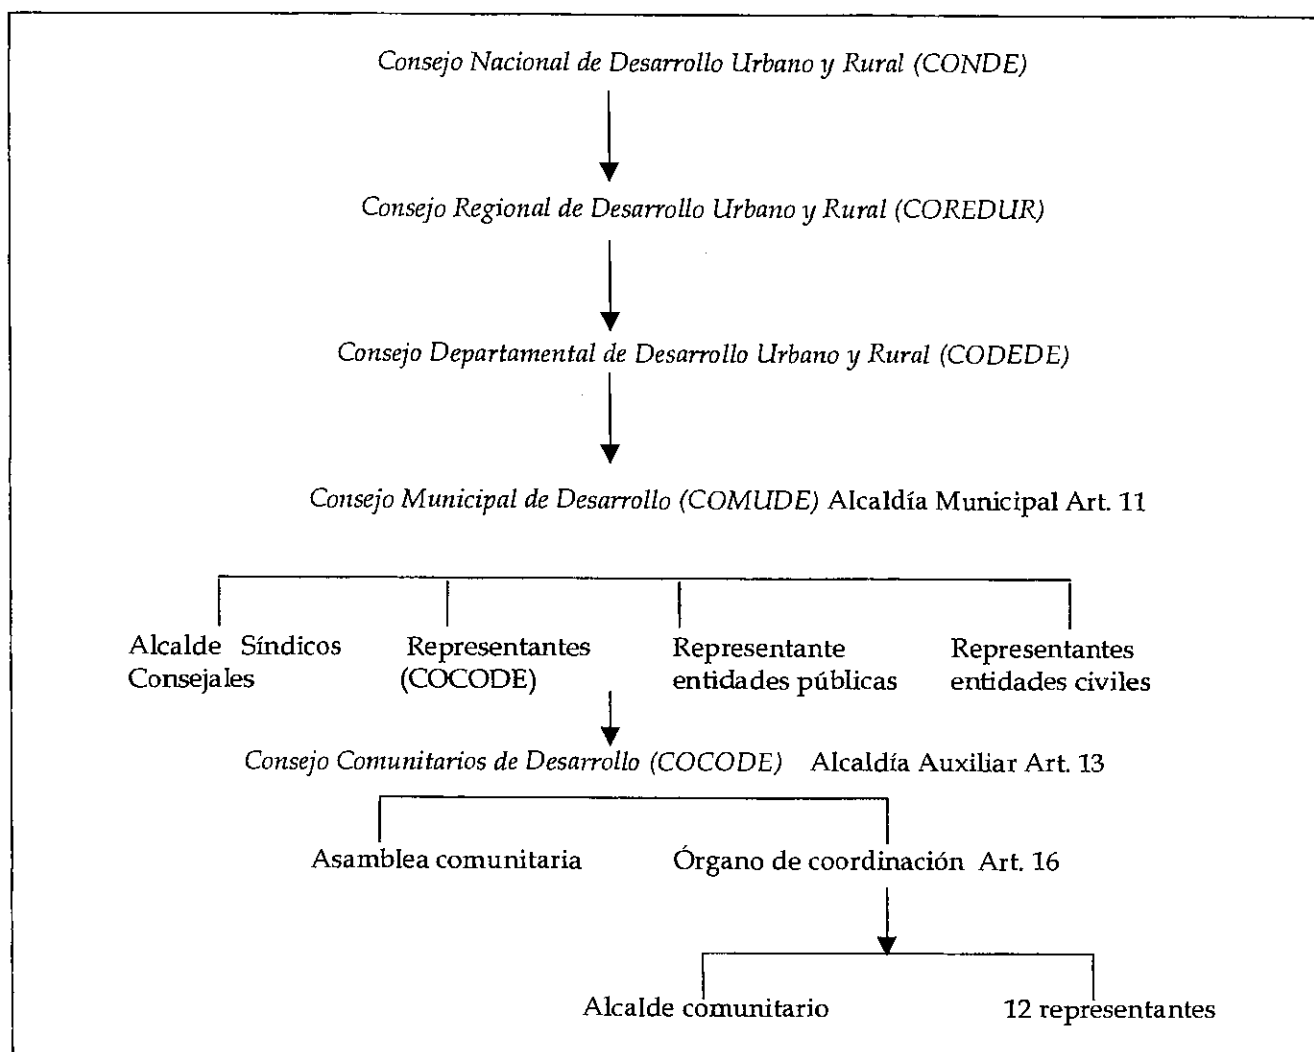 Consejo Nacional de Desarrollo Urbano y Rural (CONDE)
Consejo Regional de Desarrollo Urbano y Rural (COREDUR)
Consejo Departamental de Desarrollo Urbano y Rural (CODEDE)
Consejo Municipal de Desarrollo (COMUDE) Alcaldía Municipal Art. 11
Alcalde Síndicos
Consejales
Representantes
(COCODE)
Representante
entidades públicas
Representantes
entidades civiles
Consejo Comunitarios de Desarrollo (COCODE) Alcaldía Auxiliar Art. 13
Asamblea comunitaria
Órgano de coordinación Art. 16
Alcalde comunitario
12 representantes